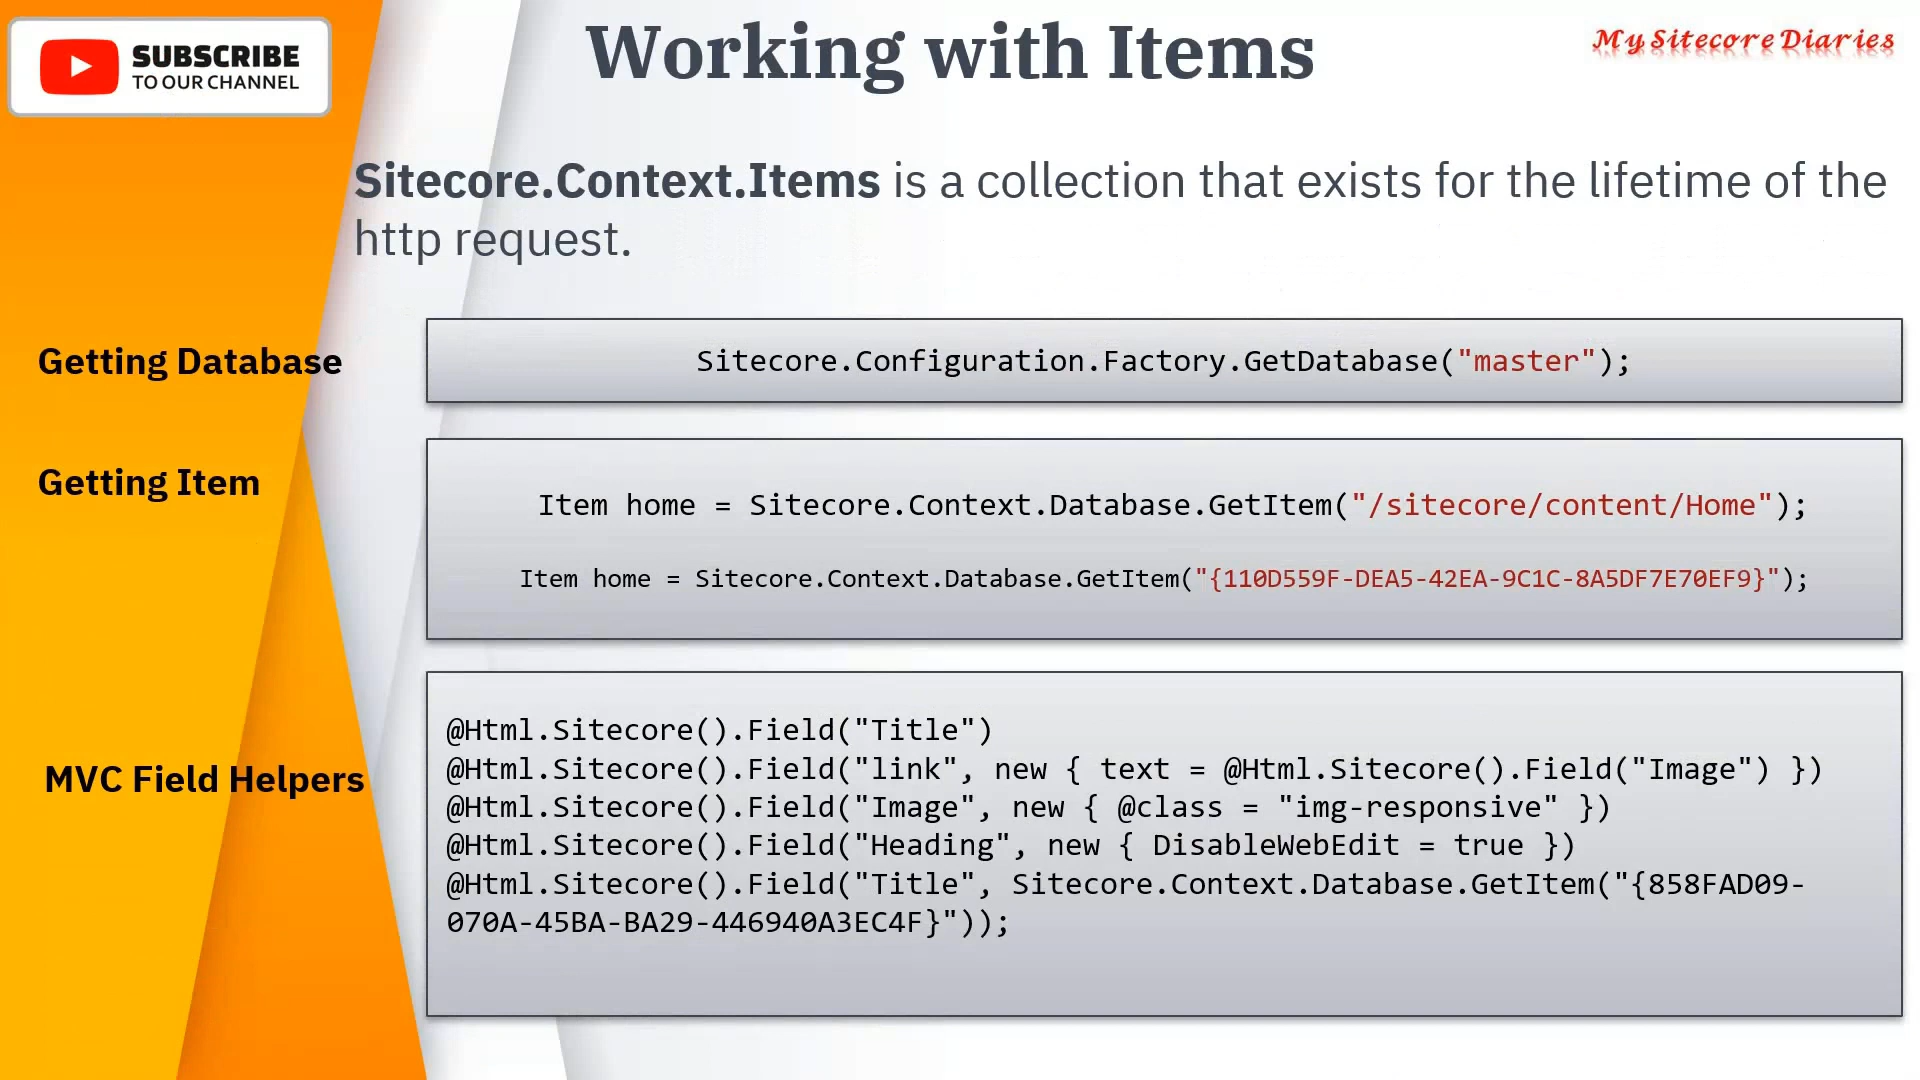 SUBSCRIBE
TO OUR CHANNEL
Working with Items
My Sitecore Diaries
Sitecore.Context.Items is a collection that exists for the lifetime of the
http request.
Getting Database
Sitecore.Configuration.Factory.GetDatabase("master");
Getting Item
Item home = Sitecore.Context.Database.GetItem("/sitecore/content/Home");
Item home = Sitecore.Context.Database.GetItem("{110D559F-DEA5-42EA-9C1C-8A5DF7E70EF9}");
MVC Field Helpers
@Html.Sitecore().Field("Title")
@Html.Sitecore().Field("link", new { text = @Html.Sitecore().Field("Image") })
@Html.Sitecore().Field("Image", new { @class = "img-responsive" })
@Html.Sitecore().Field("Heading", new { DisableWebEdit = true })
@Html.Sitecore().Field("Title", Sitecore.Context.Database.GetItem("{858FAD09-
070A-45BA-BA29-446940A3EC4F}"));